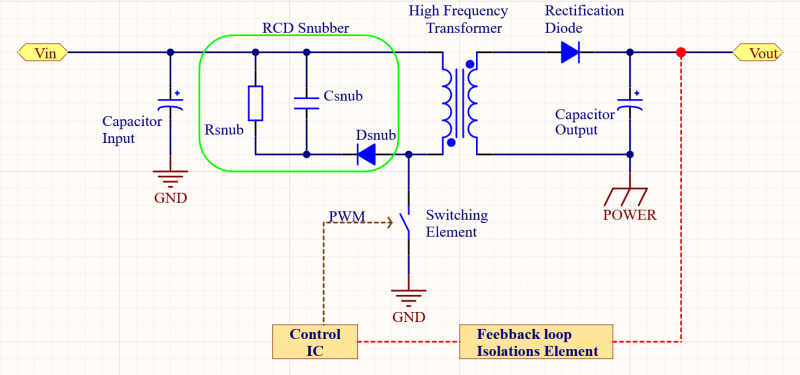 High Frequency
Transformer
Rectification
Diode
RCD Snubber
Vin
Vout
Csnub
Capacitor
Input
Rsnub
Dsnub
Capacitor
Output
GND
POWER
PWM
Switching
Element
GND
Control
IC
Feebback loop
Isolations Element